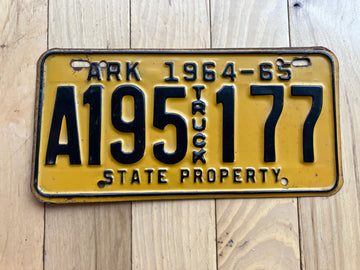 ARK 1964-65
A195 TRUCK 177
STATE PROPERTY